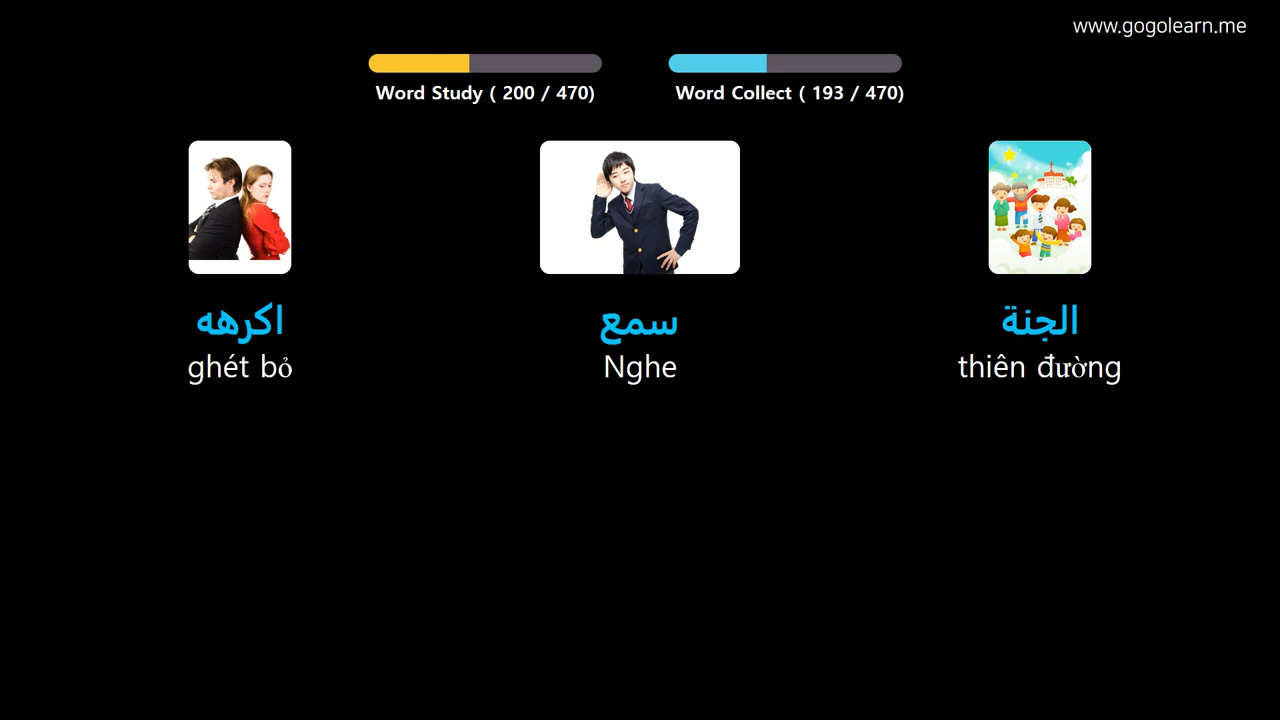 www.gogolearn.me
Word Study ( 200 / 470)
Word Collect ( 193 / 470)
اكرهه
ghét bỏ
سمع
Nghe
الجنة
thiên đường